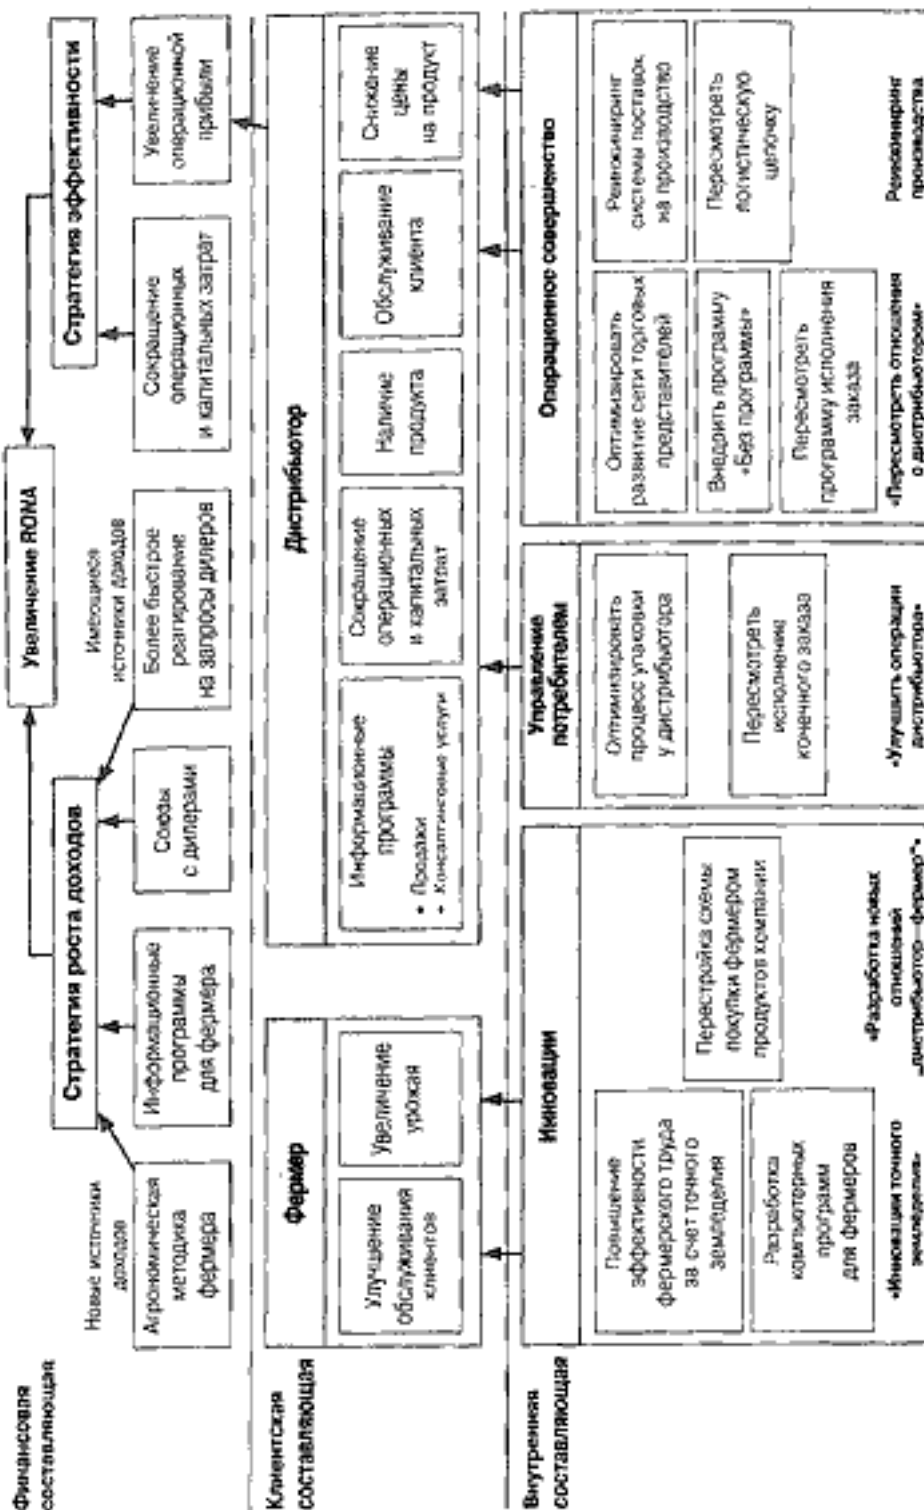 Финансовая
составляющая
Увеличение RONA
Стратегия роста доходов
Стратегия эффективности
Новые источники
доходов
Имеющиеся
источники доходов
Агрономическая
методика
фермера
Информационные
программы
для фермера
Союзы
с дилерами
Более быстрое
реагирование
на запросы дилеров
Сокращение
операционных
и капитальных затрат
Увеличение
операционной
прибыли
Клиентская
составляющая
Фермер
Улучшение
обслуживания
клиентов
Увеличение
урожая
Дистрибьютор
Информационные
программы
• Продажи
• Консалтинговые услуги
Сокращение
операционных
и капитальных
затрат
Наличие
продукта
Обслуживание
клиента
Снижение
цены
на продукт
Внутренняя
составляющая
Инновации
Повышение
эффективности
фермерского труда
за счет точного
земледелия
Разработка
компьютерных
программ
для фермеров
Перестройка схемы
покупки фермером
продуктов компании
«Инновации точного
земледелия»
«Разработка новых
отношений
„дистрибьютор—фермер“»
Управление
потребителем
Оптимизировать
процесс упаковки
у дистрибьютора
Пересмотреть
исполнение
конечного заказа
«Улучшить операции
дистрибьютора»
Операционное совершенство
Оптимизировать
развитие сети торговых
представителей
Внедрить программу
«Без программы»
Пересмотреть
программу исполнения
заказа
Реинжиниринг
системы поставок
на производство
Пересмотреть
логистическую
цепочку
«Пересмотреть отношения
с дистрибьютором»
Реинжиниринг
производства